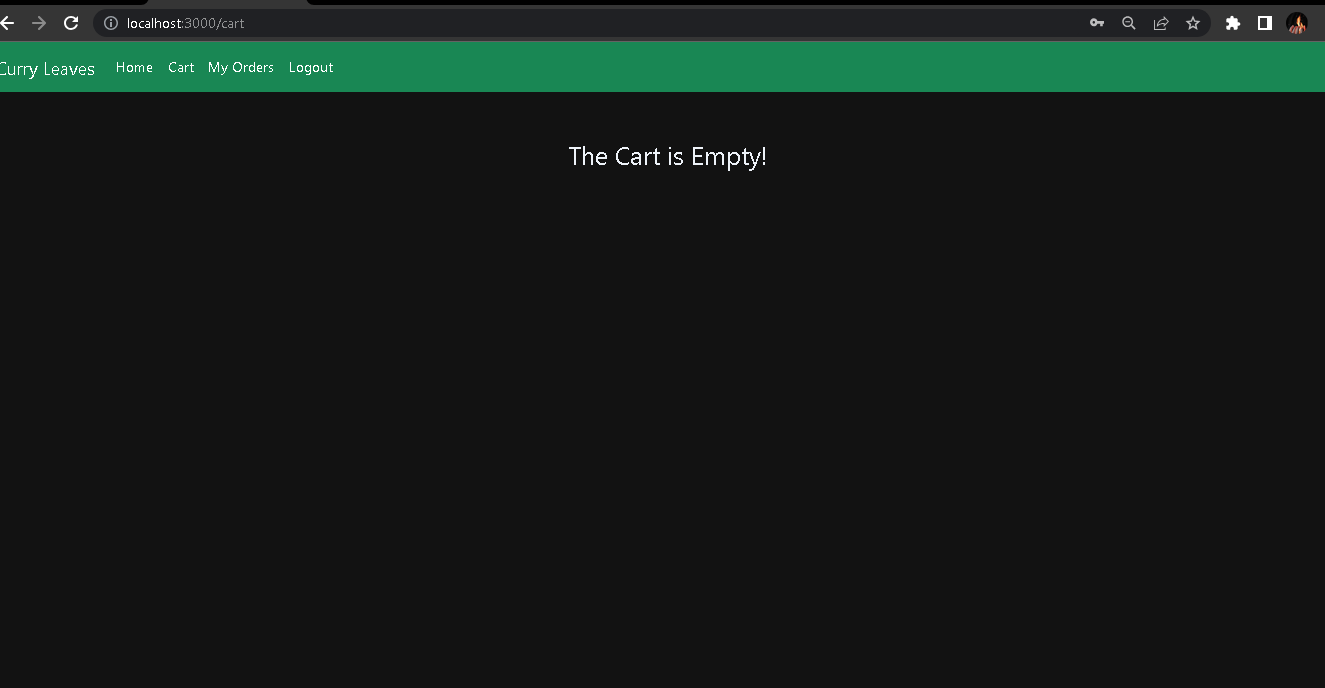 localhost:3000/cart
Curry Leaves Home Cart My Orders Logout
The Cart is Empty!